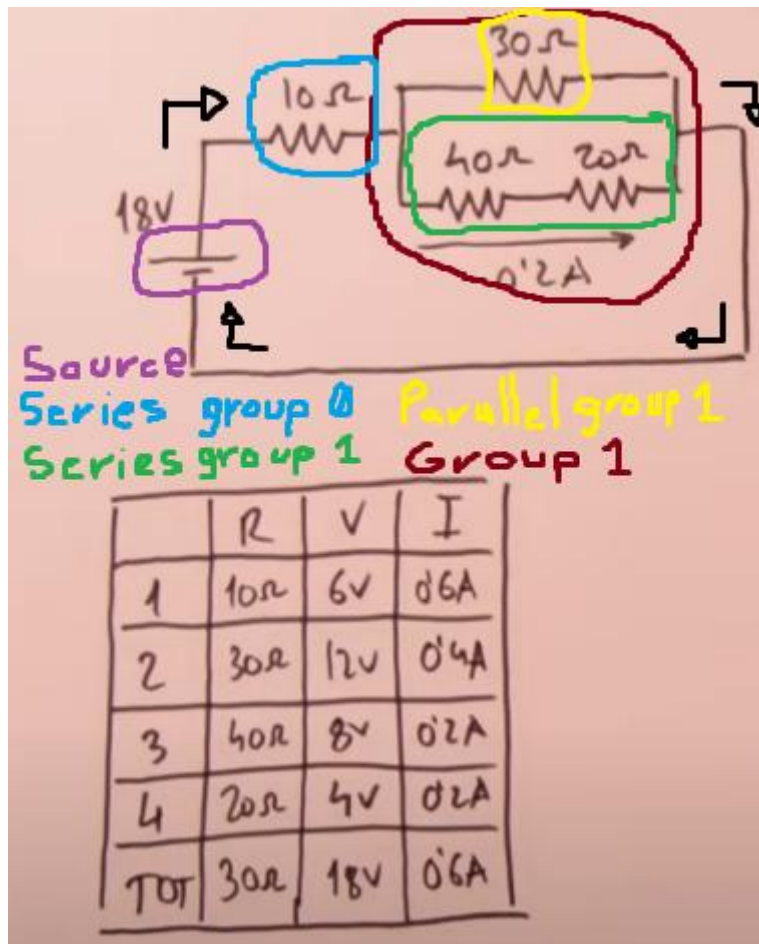 30Ω
10Ω
40Ω 20Ω
18V
0'2A
Source
Series group 0 Parallel group 1
Series group 1 Group 1
R V I
1 10Ω 6V 0'6A
2 30Ω 12V 0'4A
3 40Ω 8V 0'2A
4 20Ω 4V 0'2A
TOT 30Ω 18V 0'6A